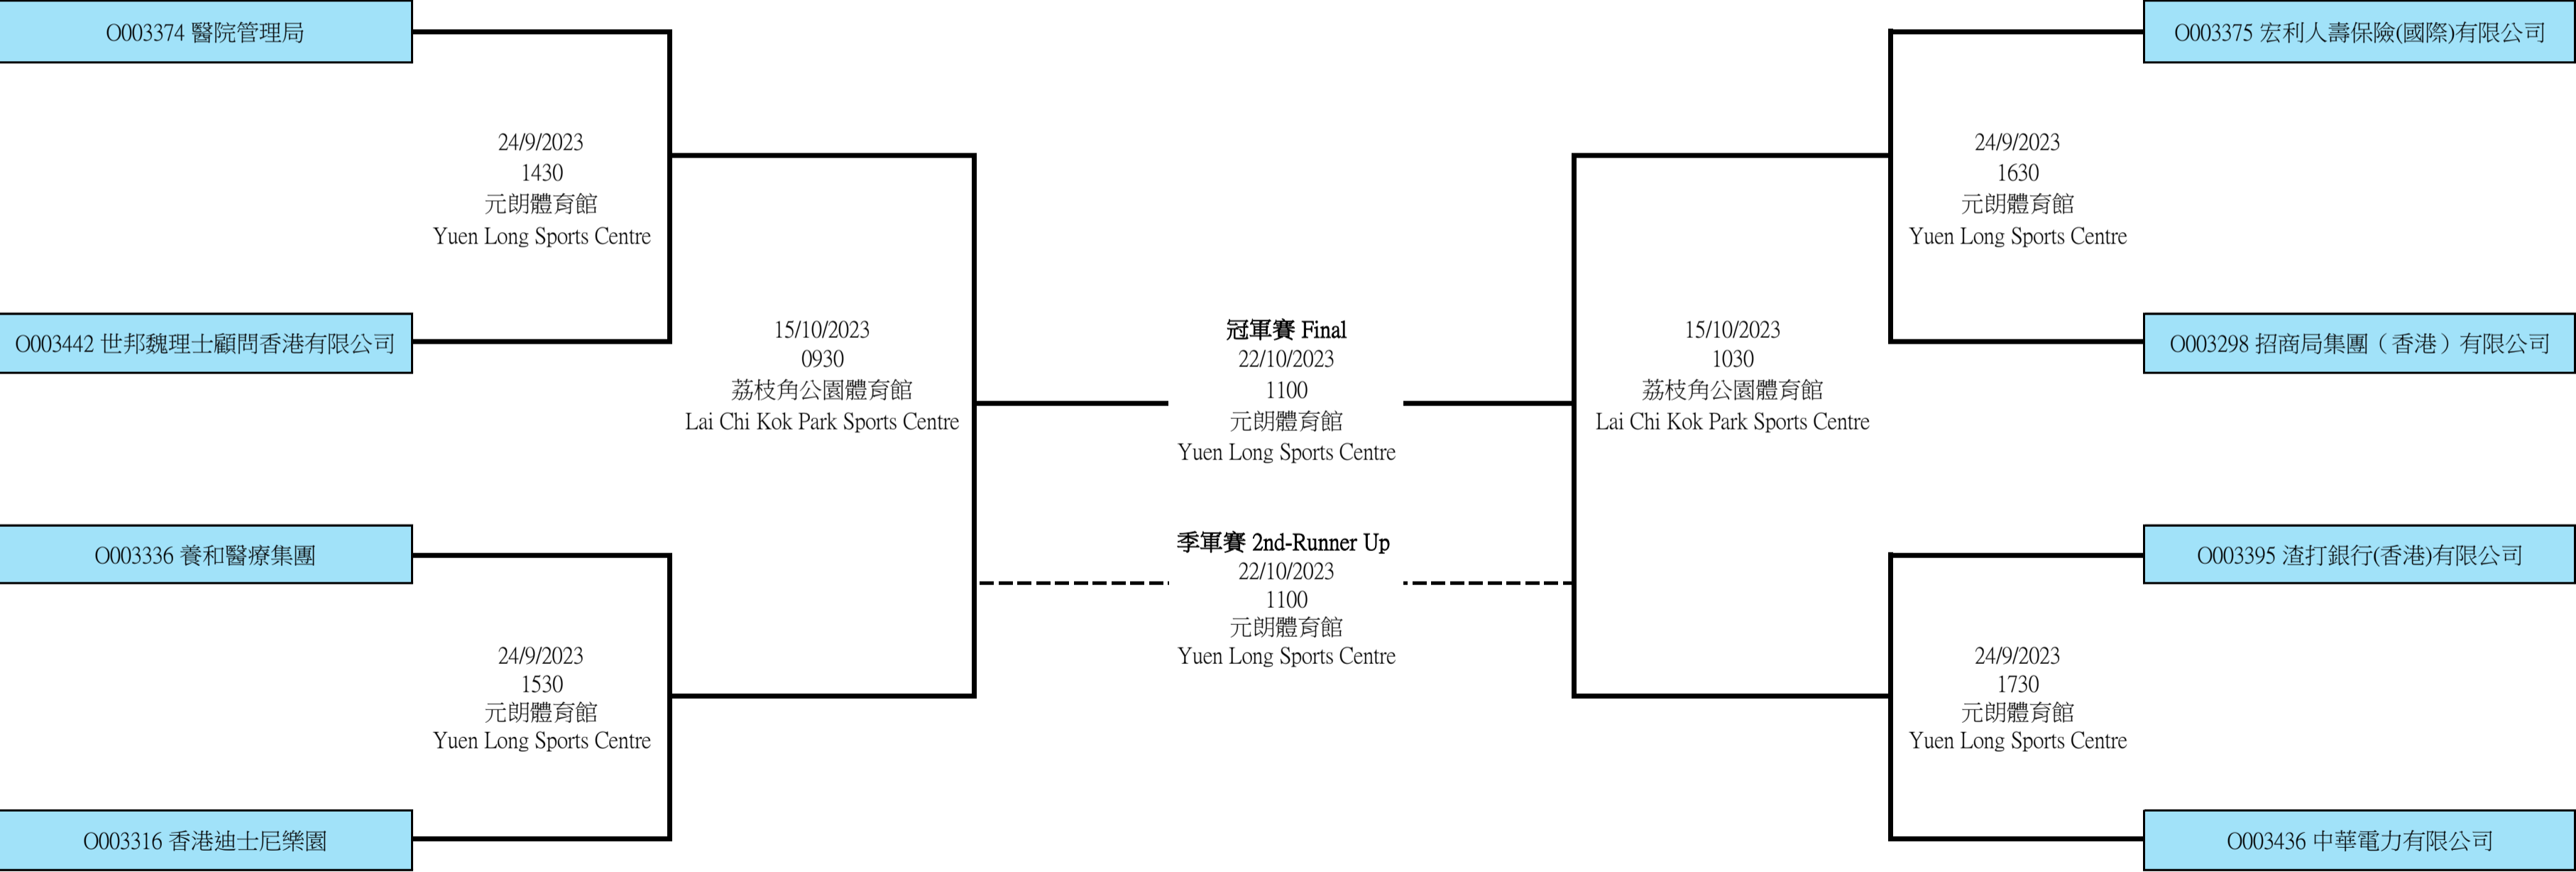 O003374 醫院管理局
24/9/2023
1430
元朗體育館
Yuen Long Sports Centre
O003442 世邦魏理士顧問香港有限公司
15/10/2023
0930
荔枝角公園體育館
Lai Chi Kok Park Sports Centre
O003336 養和醫療集團
24/9/2023
1530
元朗體育館
Yuen Long Sports Centre
O003316 香港迪士尼樂園
冠軍賽 Final
22/10/2023
1100
元朗體育館
Yuen Long Sports Centre
季軍賽 2nd-Runner Up
22/10/2023
1100
元朗體育館
Yuen Long Sports Centre
O003375 宏利人壽保險(國際)有限公司
24/9/2023
1630
元朗體育館
Yuen Long Sports Centre
O003298 招商局集團（香港）有限公司
15/10/2023
1030
荔枝角公園體育館
Lai Chi Kok Park Sports Centre
O003395 渣打銀行(香港)有限公司
24/9/2023
1730
元朗體育館
Yuen Long Sports Centre
O003436 中華電力有限公司